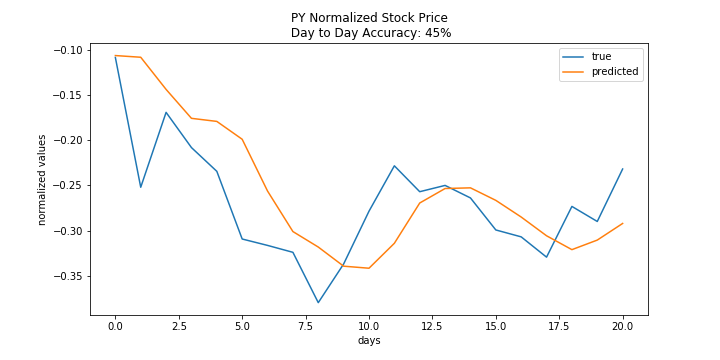 PY Normalized Stock Price
Day to Day Accuracy: 45%
true
predicted
normalized values
−0.10
−0.15
−0.20
−0.25
−0.30
−0.35
0.0 2.5 5.0 7.5 10.0 12.5 15.0 17.5 20.0
days